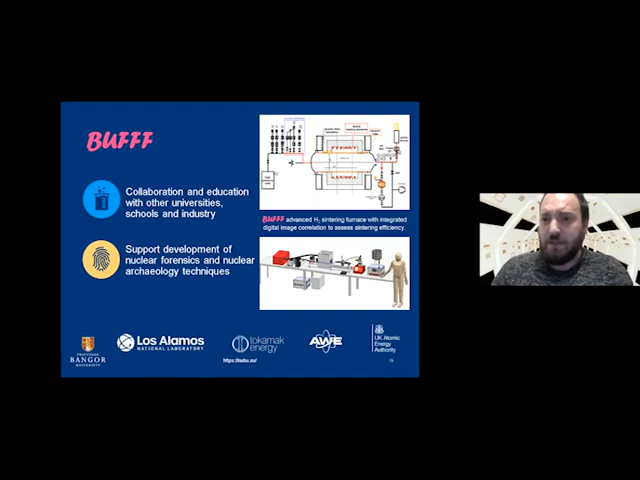 BUFFF
Collaboration and education
with other universities,
schools and industry
Support development of
nuclear forensics and nuclear
archaeology techniques
BUFFF advanced H₂ sintering furnace with integrated
digital image correlation to assess sintering efficiency.
PRIFYSGOL
BANGOR
UNIVERSITY
Los Alamos
NATIONAL LABORATORY
tokamak
energy
AWE
UK Atomic
Energy
Authority
15